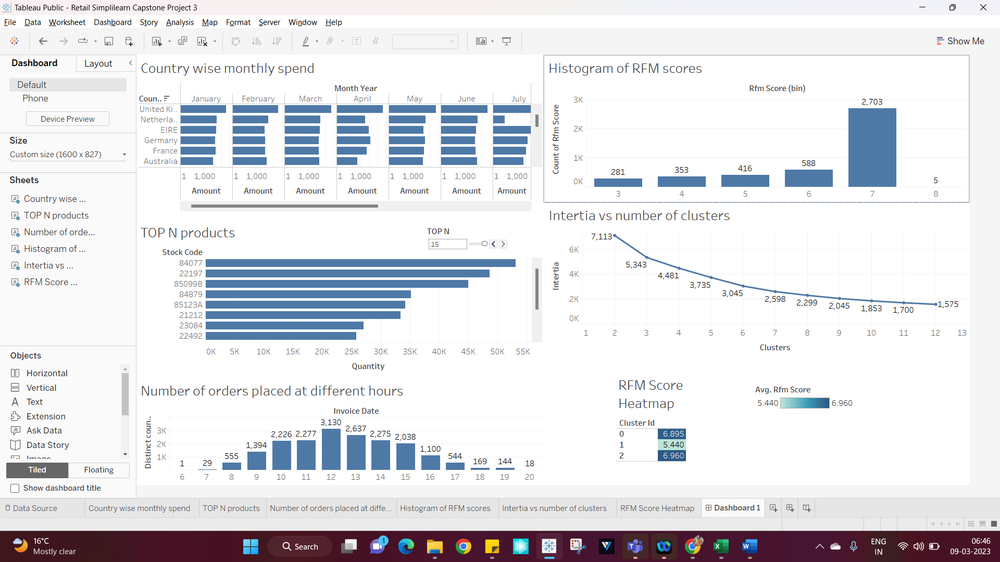 Tableau Public - Retail Simplilearn Capstone Project 3
File Data Worksheet Dashboard Story Analysis Map Format Server Window Help
Show Me
Dashboard Layout
Default
Phone
Device Preview
Size
Custom size (1600 x 827)
Sheets
Country wise ...
TOP N products
Number of orde...
Histogram of ...
Intertia vs ...
RFM Score ...
Objects
Horizontal
Vertical
Text
Extension
Ask Data
Data Story
Image
Tiled Floating
Show dashboard title
Country wise monthly spend
Month Year
Coun.. January February March April May June July
United Ki..
Netherla..
EIRE
Germany
France
Australia
1 1,000 1 1,000 1 1,000 1 1,000 1 1,000 1 1,000 1 1,000
Amount Amount Amount Amount Amount Amount Amount
TOP N products
TOP N
15
Stock Code
84077
22197
85099B
84879
85123A
21212
23084
22492
0K 5K 10K 15K 20K 25K 30K 35K 40K 45K 50K 55K
Quantity
Number of orders placed at different hours
Invoice Date
Distinct coun..
3K
2K
1K
1 29 555 1,394 2,226 2,277 3,130 2,637 2,275 2,038 1,100 544 169 144 18
6 7 8 9 10 11 12 13 14 15 16 17 18 19 20
Histogram of RFM scores
Rfm Score (bin)
Count of Rfm Score
3K
2K
1K
0K
281 353 416 588 2,703 5
3 4 5 6 7 8
Intertia vs number of clusters
Intertia
6K
4K
2K
0K
7,113 5,343 4,481 3,735 3,045 2,598 2,299 2,045 1,853 1,700 1,575
1 2 3 4 5 6 7 8 9 10 11 12 13
Clusters
RFM Score
Heatmap
Cluster Id
0 6.895
1 5.440
2 6.960
Avg. Rfm Score
5.440 6.960
Data Source Country wise monthly spend TOP N products Number of orders placed at diffe... Histogram of RFM scores Intertia vs number of clusters RFM Score Heatmap Dashboard 1
16°C
Mostly clear
Search
1
ENG
IN
06:46
09-03-2023